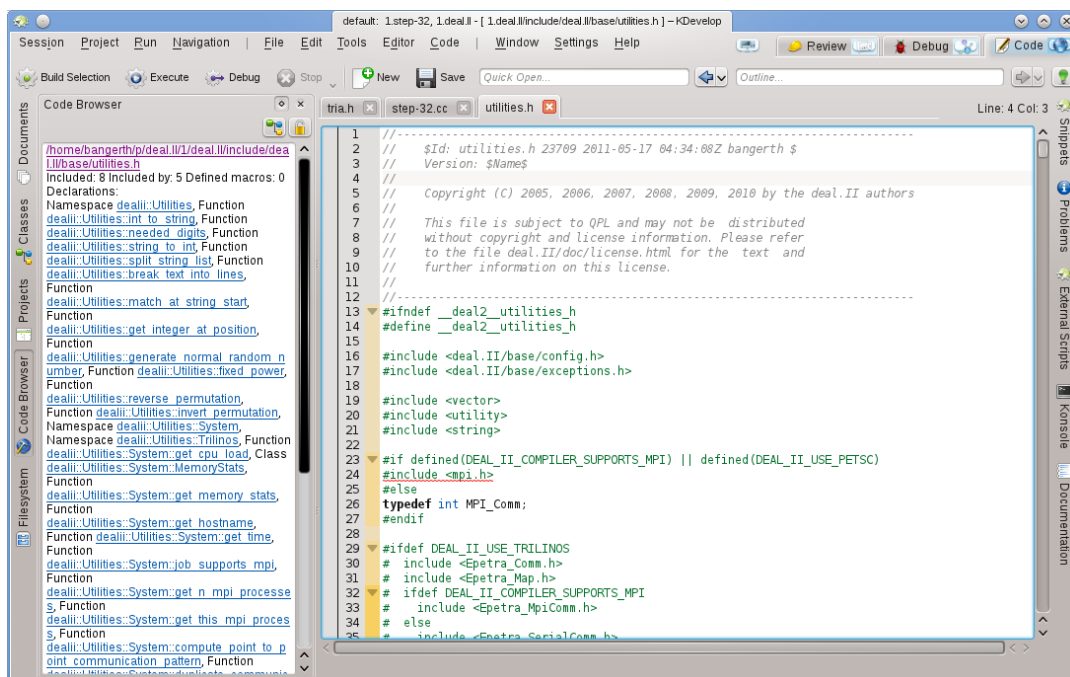 default: 1.step-32, 1.deal.II - [ 1.deal.II/include/deal.II/base/utilities.h ] – KDevelop
Session Project Run Navigation | File Edit Tools Editor Code | Window Settings Help
Review Debug Code
Build Selection Execute Debug Stop New Save Quick Open... Outline...
Documents
Classes
Projects
Code Browser
Filesystem
Code Browser
/home/bangerth/p/deal.II/1/deal.II/include/dea
l.II/base/utilities.h
Included: 8 Included by: 5 Defined macros: 0
Declarations:
Namespace dealii::Utilities, Function
dealii::Utilities::int_to_string, Function
dealii::Utilities::needed_digits, Function
dealii::Utilities::string_to_int, Function
dealii::Utilities::split_string_list, Function
dealii::Utilities::break_text_into_lines,
Function
dealii::Utilities::match_at_string_start,
Function
dealii::Utilities::get_integer_at_position,
Function
dealii::Utilities::generate_normal_random_n
umber, Function dealii::Utilities::fixed_power,
Function
dealii::Utilities::reverse_permutation,
Function dealii::Utilities::invert_permutation,
Namespace dealii::Utilities::System,
Namespace dealii::Utilities::Trilinos, Function
dealii::Utilities::System::get_cpu_load, Class
dealii::Utilities::System::MemoryStats,
Function
dealii::Utilities::System::get_memory_stats,
Function
dealii::Utilities::System::get_hostname,
Function dealii::Utilities::System::get_time,
Function
dealii::Utilities::System::job_supports_mpi,
Function
dealii::Utilities::System::get_n_mpi_processe
s, Function
dealii::Utilities::System::get_this_mpi_proces
s, Function
dealii::Utilities::System::compute_point_to_p
oint_communication_pattern, Function
tria.h step-32.cc utilities.h Line: 4 Col: 3
1 //------------------------------------------------------------------------------
2 // $Id: utilities.h 23709 2011-05-17 04:34:08Z bangerth $
3 // Version: $Name$
4 //
5 // Copyright (C) 2005, 2006, 2007, 2008, 2009, 2010 by the deal.II authors
6 //
7 // This file is subject to QPL and may not be distributed
8 // without copyright and license information. Please refer
9 // to the file deal.II/doc/license.html for the text and
10 // further information on this license.
11 //
12 //------------------------------------------------------------------------------
13 #ifndef __deal2__utilities_h
14 #define __deal2__utilities_h
15
16 #include <deal.II/base/config.h>
17 #include <deal.II/base/exceptions.h>
18
19 #include <vector>
20 #include <utility>
21 #include <string>
22
23 #if defined(DEAL_II_COMPILER_SUPPORTS_MPI) || defined(DEAL_II_USE_PETSC)
24 #include <mpi.h>
25 #else
26 typedef int MPI_Comm;
27 #endif
28
29 #ifdef DEAL_II_USE_TRILINOS
30 # include <Epetra_Comm.h>
31 # include <Epetra_Map.h>
32 # ifdef DEAL_II_COMPILER_SUPPORTS_MPI
33 # include <Epetra_MpiComm.h>
34 # else
35 # include <Epetra_SerialComm.h>
Snippets
Problems
External Scripts
Konsole
Documentation